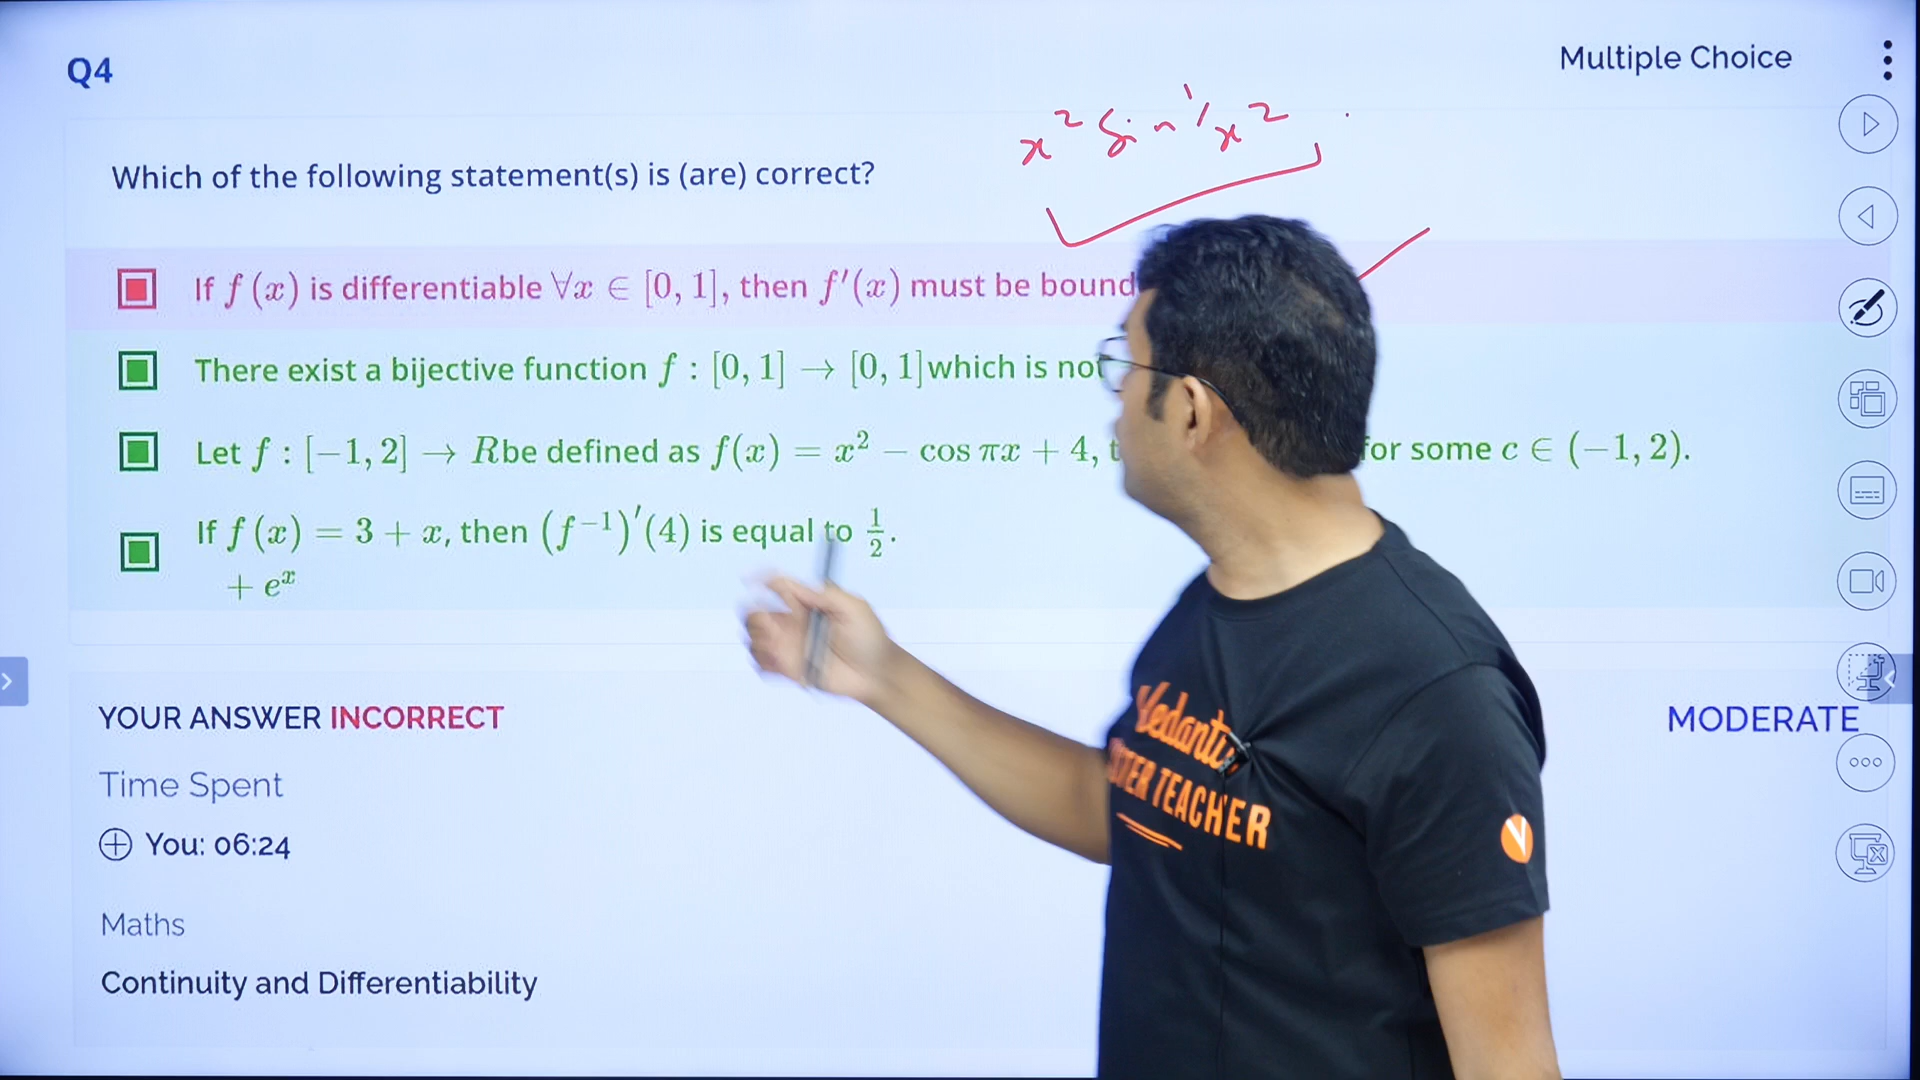 Q4
Multiple Choice
x² sin 1/x²
Which of the following statement(s) is (are) correct?
If f (x) is differentiable ∀x ∈ [0, 1], then f′(x) must be bound
There exist a bijective function f : [0, 1] → [0, 1]which is not
Let f : [−1, 2] → Rbe defined as f(x) = x² − cos πx + 4, t for some c ∈ (−1, 2).
If f (x) = 3 + x, then (f⁻¹)′(4) is equal to 1/2.
+ eˣ
YOUR ANSWER INCORRECT
MODERATE
Time Spent
You: 06:24
Maths
Continuity and Differentiability
Vedantu
TEACHER